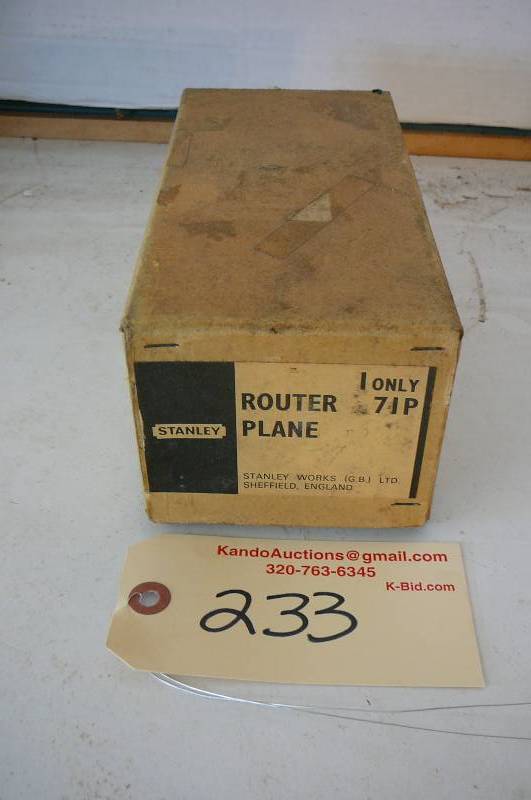 1 ONLY
ROUTER 71P
STANLEY
PLANE
STANLEY WORKS (G.B.) LTD.
SHEFFIELD, ENGLAND
KandoAuctions@gmail.com
320-763-6345
K-Bid.com
233